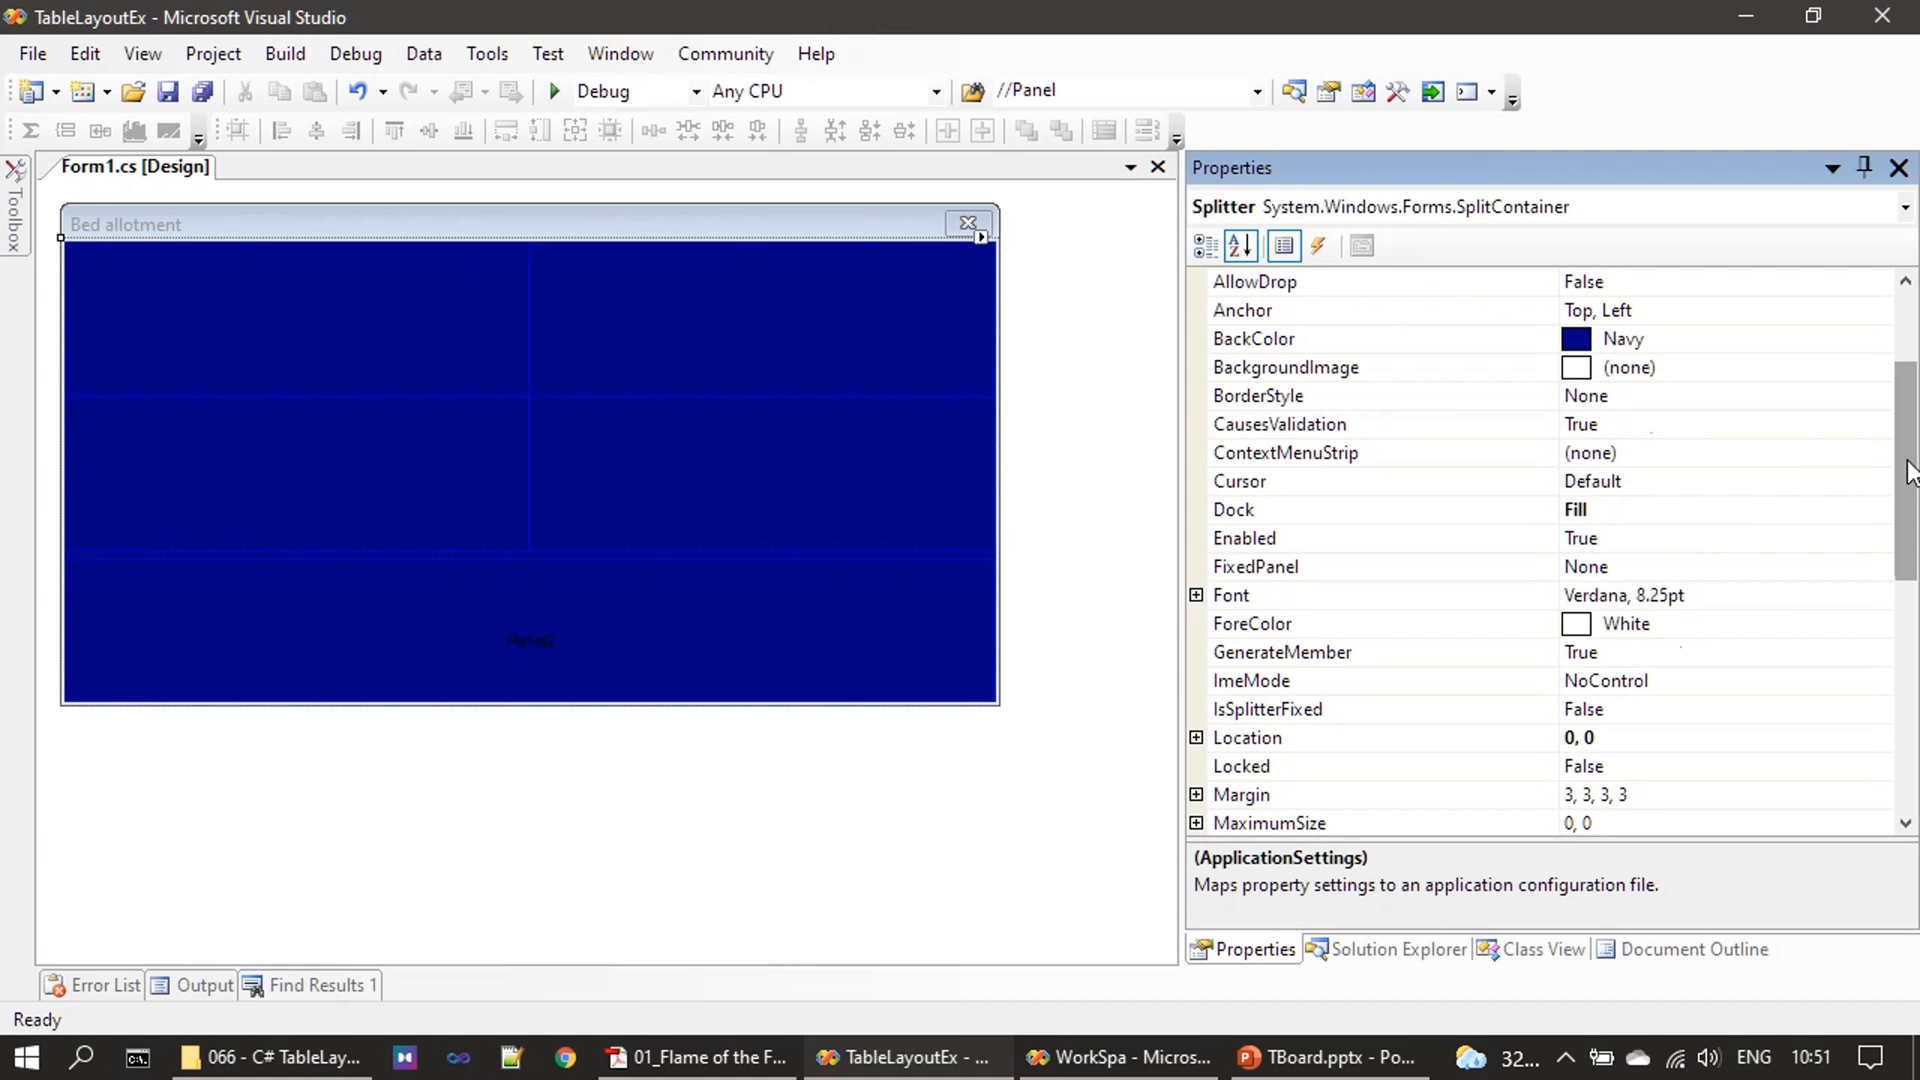 TableLayoutEx - Microsoft Visual Studio
File Edit View Project Build Debug Data Tools Test Window Community Help
Debug Any CPU //Panel
Toolbox
Form1.cs [Design]
Bed allotment
Panel2
Properties
Splitter System.Windows.Forms.SplitContainer
AllowDrop False
Anchor Top, Left
BackColor Navy
BackgroundImage (none)
BorderStyle None
CausesValidation True
ContextMenuStrip (none)
Cursor Default
Dock Fill
Enabled True
FixedPanel None
Font Verdana, 8.25pt
ForeColor White
GenerateMember True
ImeMode NoControl
IsSplitterFixed False
Location 0, 0
Locked False
Margin 3, 3, 3, 3
MaximumSize 0, 0
(ApplicationSettings)
Maps property settings to an application configuration file.
Properties Solution Explorer Class View Document Outline
Error List Output Find Results 1
Ready
066 - C# TableLay... 01_Flame of the F... TableLayoutEx - ... WorkSpa - Micros... TBoard.pptx - Po... 32... ENG 10:51